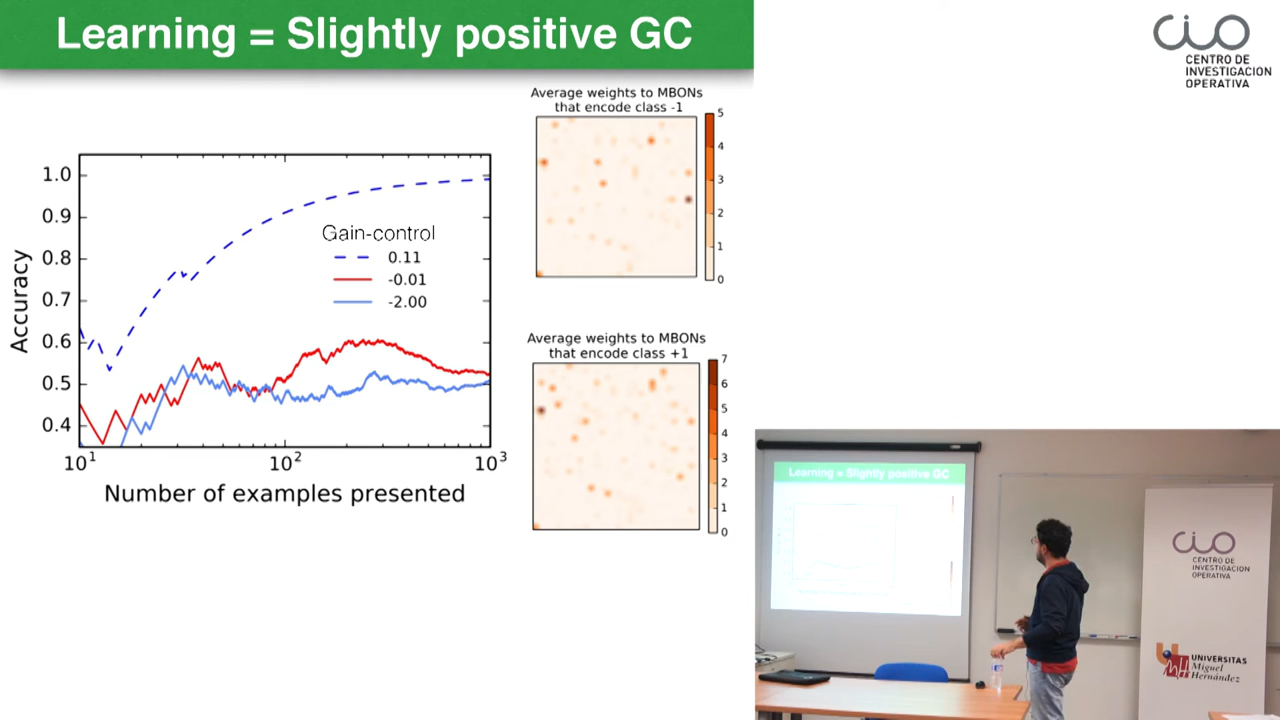 Learning = Slightly positive GC
CiO
CENTRO DE
INVESTIGACION
OPERATIVA
Average weights to MBONs
that encode class -1
5
4
3
2
1
0
Accuracy
1.0
0.9
0.8
0.7
0.6
0.5
0.4
Gain-control
0.11
-0.01
-2.00
10¹
10²
10³
Number of examples presented
Average weights to MBONs
that encode class +1
7
6
5
4
3
2
1
0
Learning = Slightly positive GC
CiO
CENTRO DE
INVESTIGACION
OPERATIVA
UMH
UNIVERSITAS
Miguel
Hernández